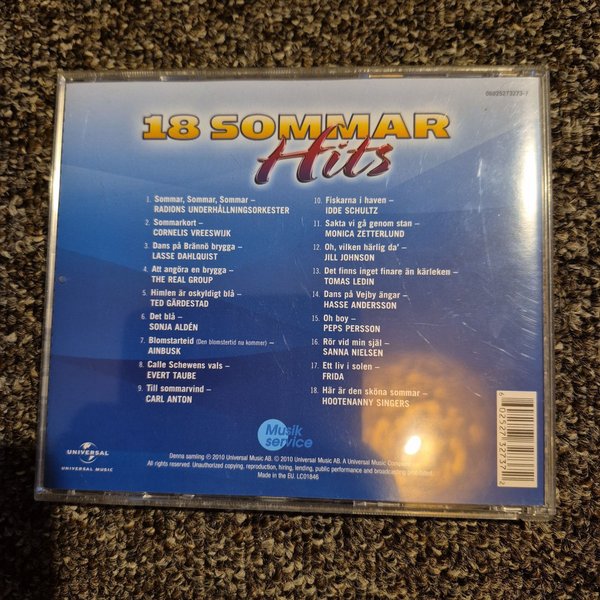 06025273273-7
18 SOMMAR
Hits
1. Sommar, Sommar, Sommar –
RADIONS UNDERHÅLLNINGSORKESTER
2. Sommarkort –
CORNELIS VREESWIJK
3. Dans på Brännö brygga –
LASSE DAHLQUIST
4. Att angöra en brygga –
THE REAL GROUP
5. Himlen är oskyldigt blå –
TED GÄRDESTAD
6. Det blå –
SONJA ALDÉN
7. Blomstarteid (Den blomstertid nu kommer) –
AINBUSK
8. Calle Schewens vals –
EVERT TAUBE
9. Till sommarvind –
CARL ANTON
10. Fiskarna i haven –
IDDE SCHULTZ
11. Sakta vi gå genom stan –
MONICA ZETTERLUND
12. Oh, vilken härlig da' –
JILL JOHNSON
13. Det finns inget finare än kärleken –
TOMAS LEDIN
14. Dans på Vejby ängar –
HASSE ANDERSSON
15. Oh boy –
PEPS PERSSON
16. Rör vid min själ –
SANNA NIELSEN
17. Ett liv i solen –
FRIDA
18. Här är den sköna sommar –
HOOTENANNY SINGERS
Musik
service
UNIVERSAL
UNIVERSAL MUSIC
Denna samling ℗ 2010 Universal Music AB. © 2010 Universal Music AB. A Universal Music Company.
All rights reserved. Unauthorized copying, reproduction, hiring, lending, public performance and broadcasting prohibited.
Made in the EU. LC01846
6 02527 32737 2